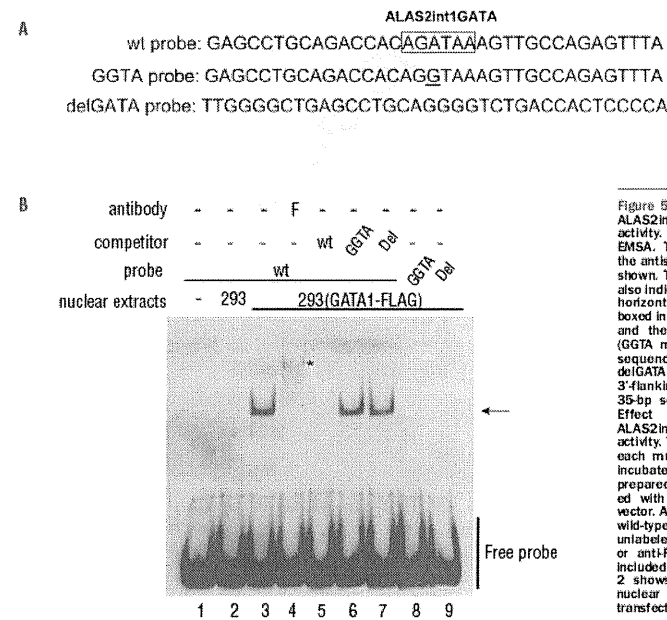 A
ALAS2int1GATA
wt probe: GAGCCTGCAGACCACAGATAAAGTTGCCAGAGTTTA
GGTA probe: GAGCCTGCAGACCACAGGTAAAGTTGCCAGAGTTTA
delGATA probe: TTGGGGCTGAGCCTGCAGGGGTCTGACCACTCCCCA
B
antibody - - - F - - - - -
competitor - - - - wt GGTA Del - -
probe wt GGTA Del
nuclear extracts - 293 293(GATA1-FLAG)
*
Free probe
1 2 3 4 5 6 7 8 9
Figure 5
ALAS2in
activity.
EMSA. T
the antis
shown. T
also indi
horizont
boxed in
and the
(GGTA m
sequenc
delGATA
3'-flankin
35-bp s
Effect
ALAS2in
activity. 
each mu
incubate
prepared
ed with
vector. A
wild-type
unlabele
or anti-F
included
2 shows
nuclear
transfect